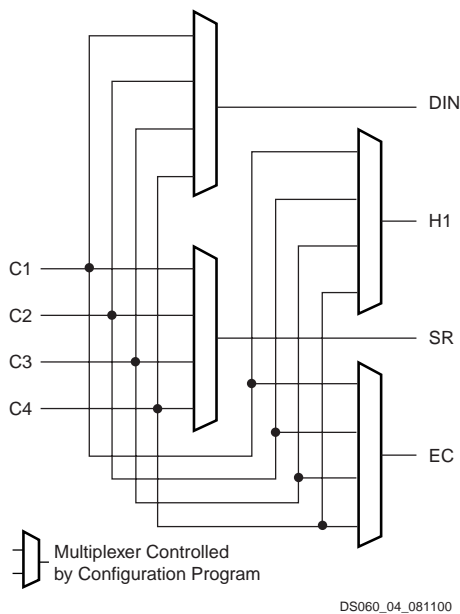 DIN
H1
C1
C2
SR
C3
C4
EC
Multiplexer Controlled
by Configuration Program
DS060_04_081100